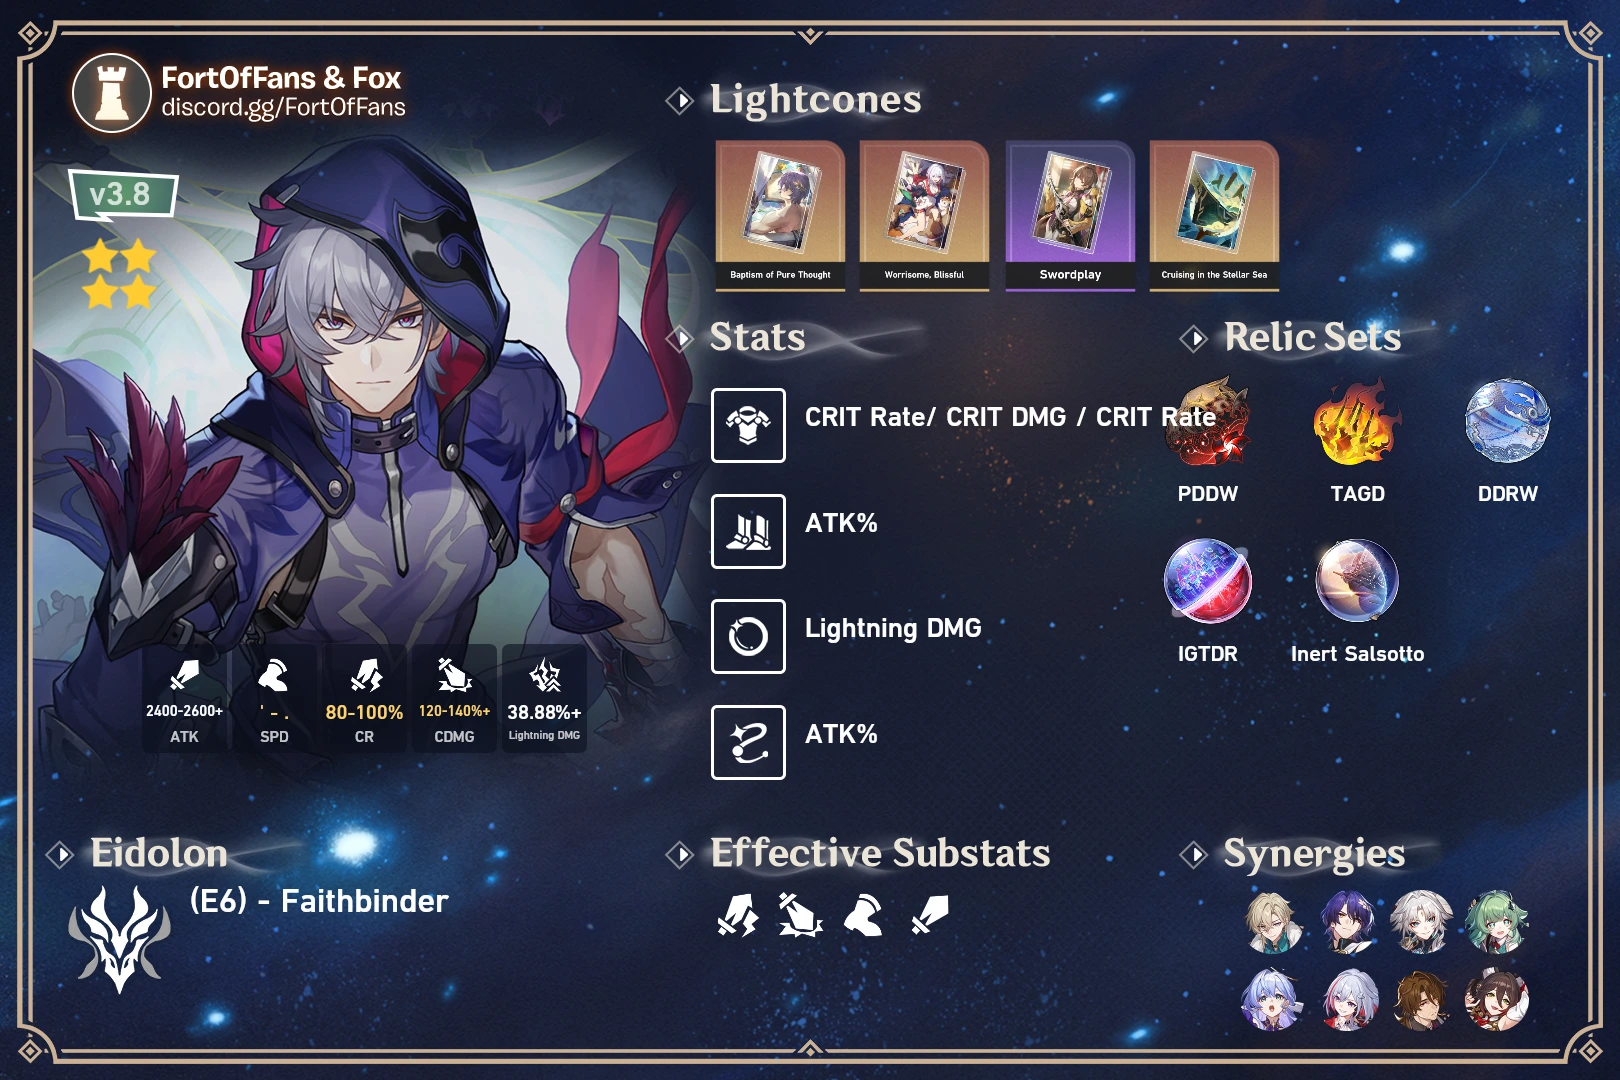 FortOfFans & Fox
discord.gg/FortOfFans
v3.8
Lightcones
Baptism of Pure Thought
Worrisome, Blissful
Swordplay
Cruising in the Stellar Sea
Stats
CRIT Rate/ CRIT DMG / CRIT Rate
ATK%
Lightning DMG
ATK%
Relic Sets
PDDW
TAGD
DDRW
IGTDR
Inert Salsotto
2400-2600+
ATK
' - .
SPD
80-100%
CR
120-140%+
CDMG
38.88%+
Lightning DMG
Eidolon
(E6) - Faithbinder
Effective Substats
Synergies